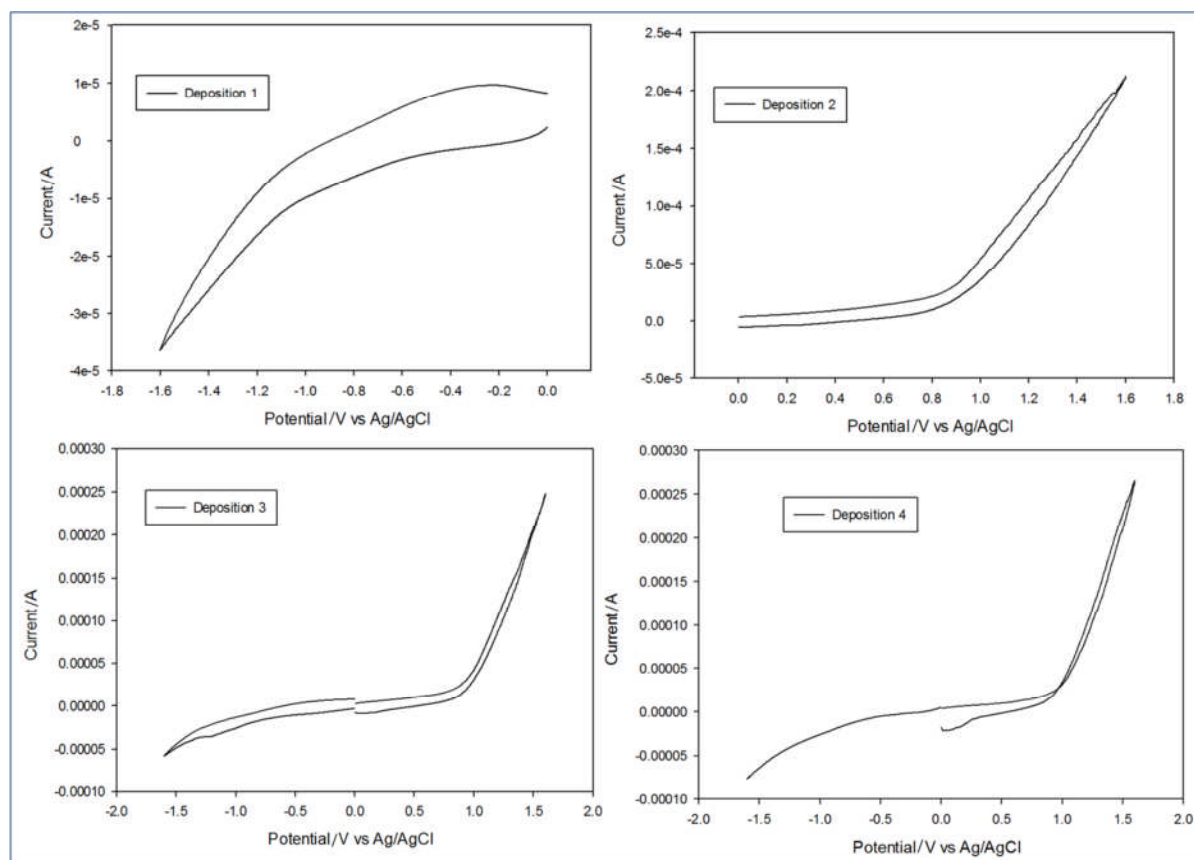 2e-5
1e-5
0
-1e-5
-2e-5
-3e-5
-4e-5
Current/A
Deposition 1
-1.8 -1.6 -1.4 -1.2 -1.0 -0.8 -0.6 -0.4 -0.2 0.0
Potential/V vs Ag/AgCl
2.5e-4
2.0e-4
1.5e-4
1.0e-4
5.0e-5
0.0
-5.0e-5
Current/A
Deposition 2
0.0 0.2 0.4 0.6 0.8 1.0 1.2 1.4 1.6 1.8
Potential/V vs Ag/AgCl
0.00030
0.00025
0.00020
0.00015
0.00010
0.00005
0.00000
-0.00005
-0.00010
Current/A
Deposition 3
-2.0 -1.5 -1.0 -0.5 0.0 0.5 1.0 1.5 2.0
Potential/V vs Ag/AgCl
0.00030
0.00025
0.00020
0.00015
0.00010
0.00005
0.00000
-0.00005
-0.00010
Current/A
Deposition 4
-2.0 -1.5 -1.0 -0.5 0.0 0.5 1.0 1.5 2.0
Potential/V vs Ag/AgCl